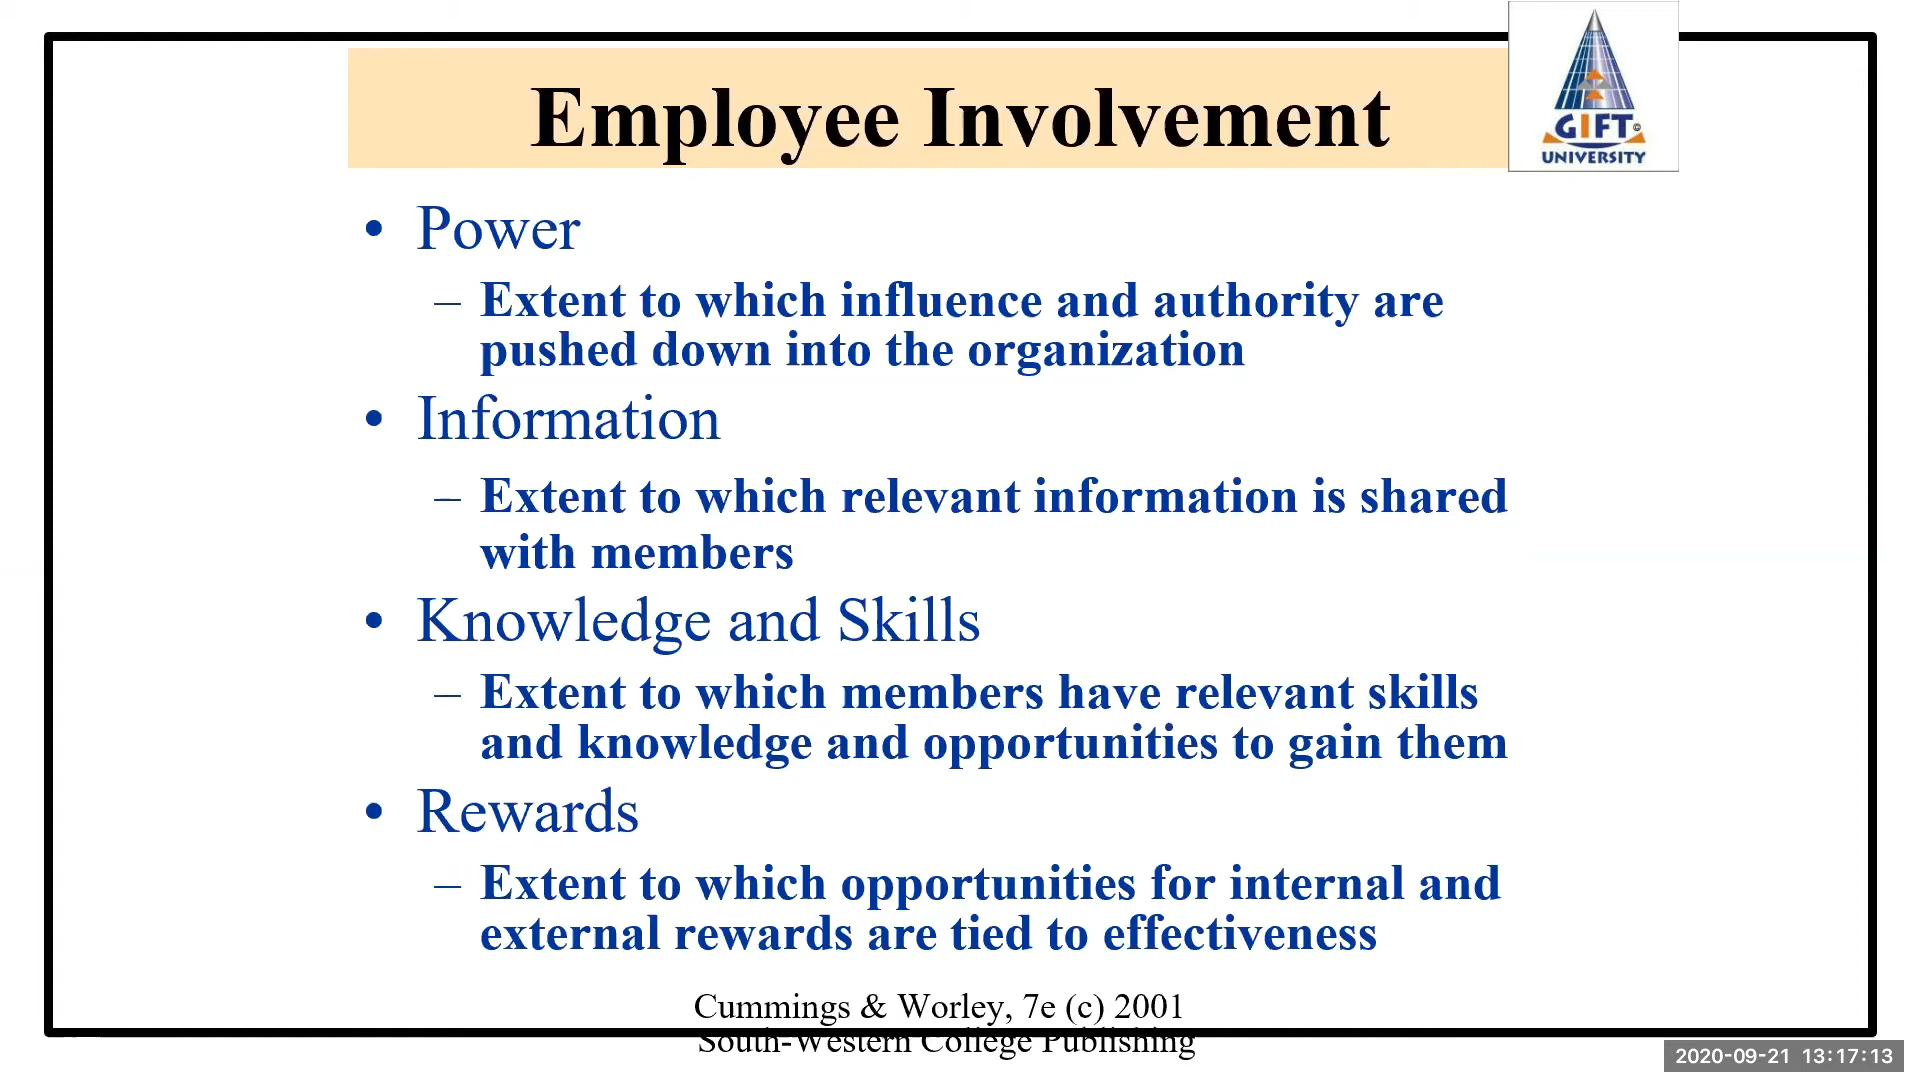 Employee Involvement
GIFT©
UNIVERSITY
• Power
– Extent to which influence and authority are
pushed down into the organization
• Information
– Extent to which relevant information is shared
with members
• Knowledge and Skills
– Extent to which members have relevant skills
and knowledge and opportunities to gain them
• Rewards
– Extent to which opportunities for internal and
external rewards are tied to effectiveness
Cummings & Worley, 7e (c) 2001
South-Western College Publishing
2020-09-21 13:17:13